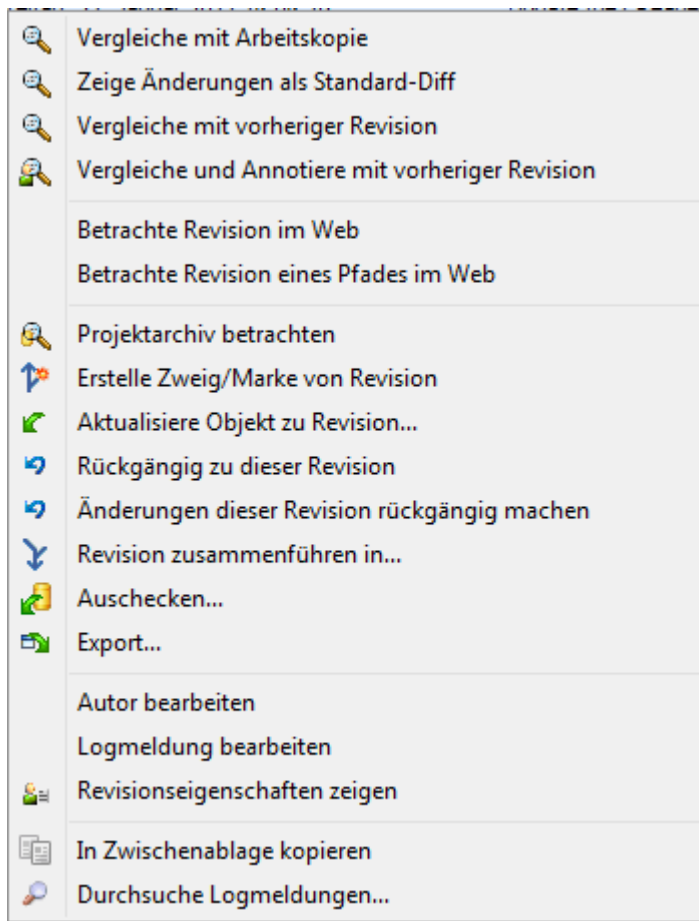 Vergleiche mit Arbeitskopie
Zeige Änderungen als Standard-Diff
Vergleiche mit vorheriger Revision
Vergleiche und Annotiere mit vorheriger Revision
Betrachte Revision im Web
Betrachte Revision eines Pfades im Web
Projektarchiv betrachten
Erstelle Zweig/Marke von Revision
Aktualisiere Objekt zu Revision...
Rückgängig zu dieser Revision
Änderungen dieser Revision rückgängig machen
Revision zusammenführen in...
Auschecken...
Export...
Autor bearbeiten
Logmeldung bearbeiten
Revisionseigenschaften zeigen
In Zwischenablage kopieren
Durchsuche Logmeldungen...